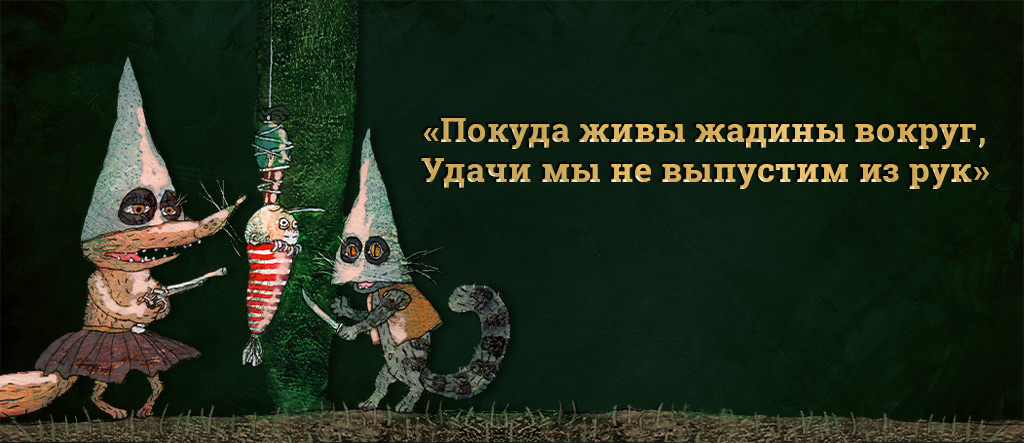 «Покуда живы жадины вокруг,
Удачи мы не выпустим из рук»